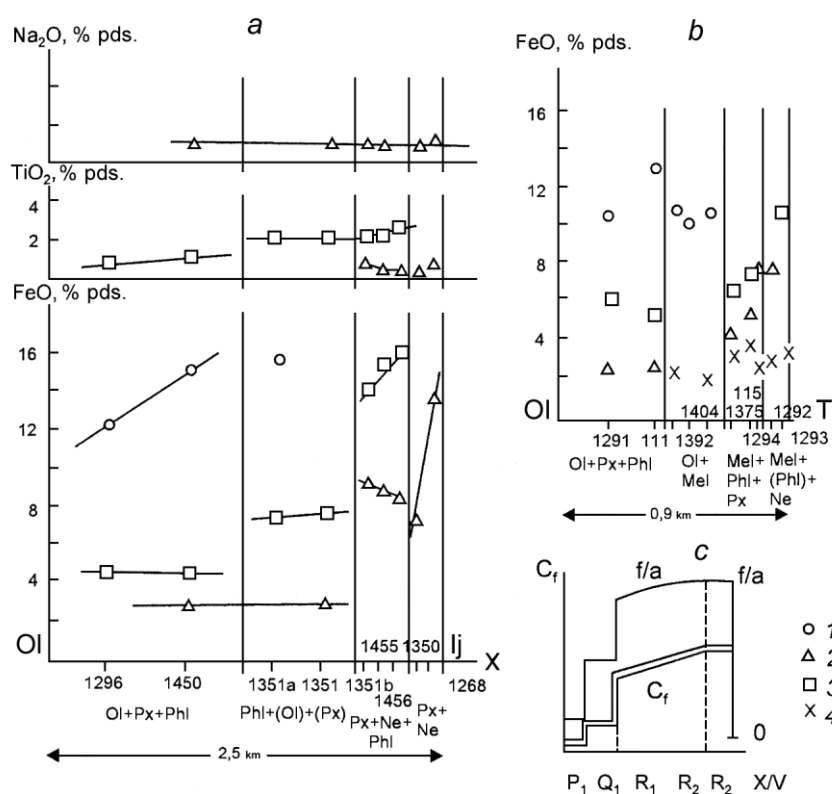 a
Na₂O, % pds.
TiO₂, % pds.
4
2
FeO, % pds.
16
12
8
4
Ol
Ij
X
1455
1350
1296
1450
1351a
1351
1351b
1456
1268
Ol+Px+Phl
Phl+(Ol)+(Px)
Px+Ne+
Phl
Px+
Ne
2,5 km
b
FeO, % pds.
16
12
8
4
Ol
T
115
1404
1375
1292
1291
111
1392
1294
1293
Ol+Px+Phl
Ol+
Mel
Mel+
Phl+
Px
Mel+
(Phl)+
Ne
0,9 km
c
C_f
f/a
f/a
C_f
0
P₁ Q₁ R₁ R₂ R₂ X/V
1
2
3
4